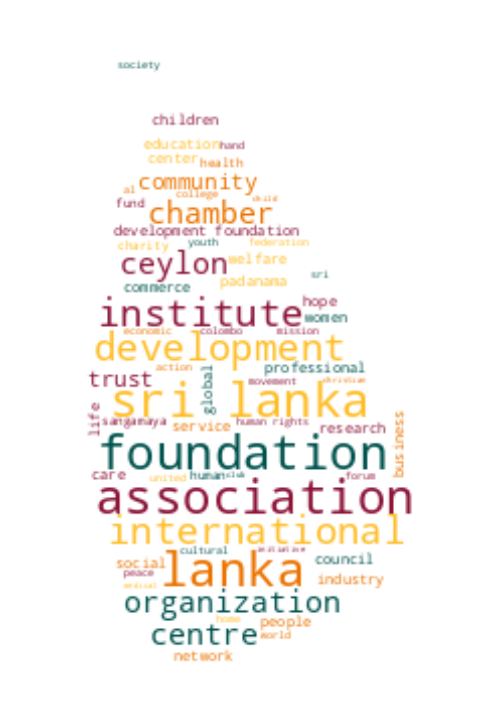 society
children
education hand
center health
al community
college child
fund chamber
development foundation
charity youth federation
ceylon welfare
sri
commerce padanama
institute hope
women
economic colombo mission
development
action professional
trust global movement christian
sri lanka
life sangamaya human rights
service research business
foundation
care united human club forum
association
international
cultural initiative
social lanka council
peace industry
medical
organization
home people
centre world
network